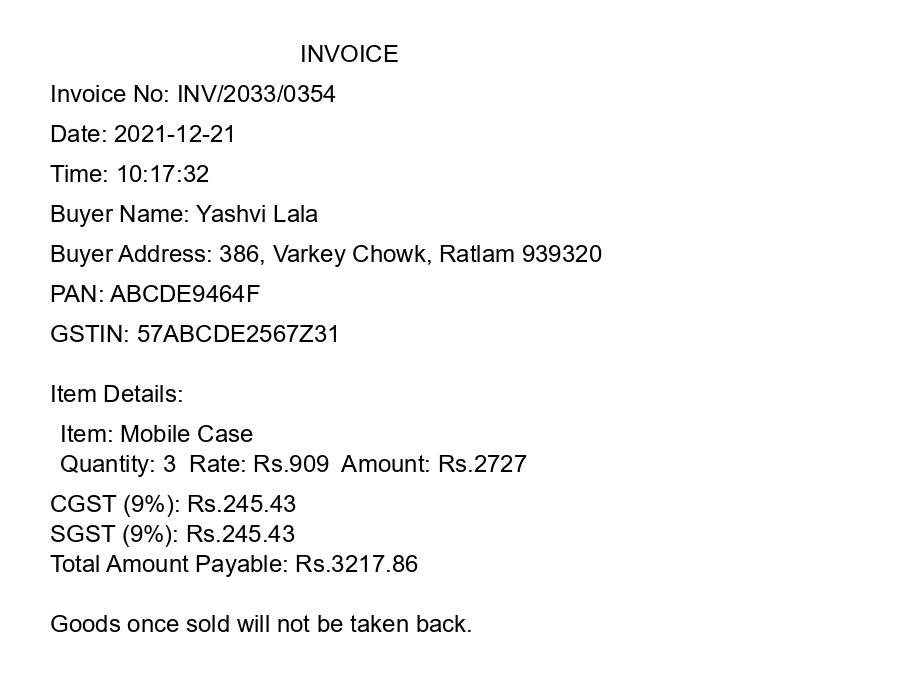 INVOICE
Invoice No: INV/2033/0354
Date: 2021-12-21
Time: 10:17:32
Buyer Name: Yashvi Lala
Buyer Address: 386, Varkey Chowk, Ratlam 939320
PAN: ABCDE9464F
GSTIN: 57ABCDE2567Z31
Item Details:
Item: Mobile Case
Quantity: 3  Rate: Rs.909  Amount: Rs.2727
CGST (9%): Rs.245.43
SGST (9%): Rs.245.43
Total Amount Payable: Rs.3217.86
Goods once sold will not be taken back.